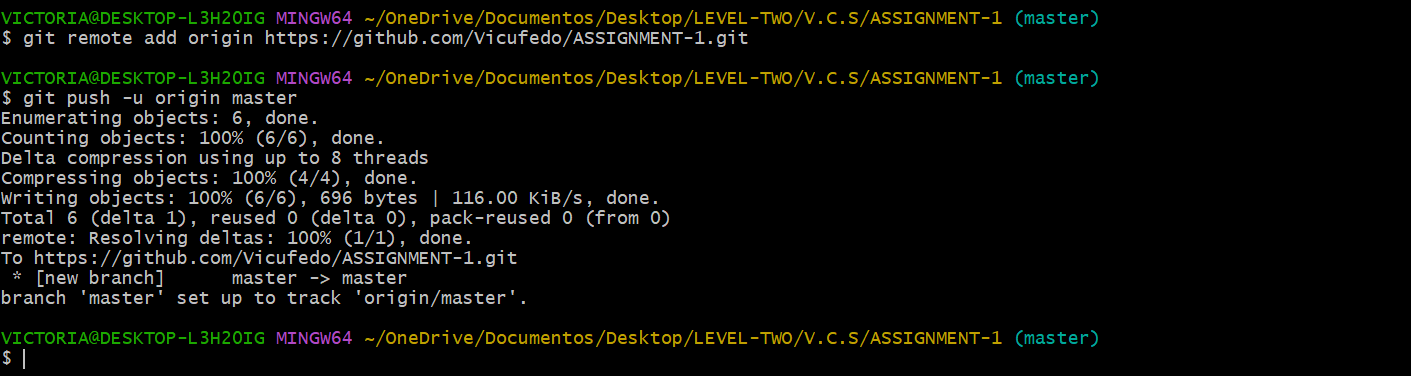 VICTORIA@DESKTOP-L3H2OIG MINGW64 ~/OneDrive/Documentos/Desktop/LEVEL-TWO/V.C.S/ASSIGNMENT-1 (master)
$ git remote add origin https://github.com/Vicufedo/ASSIGNMENT-1.git
VICTORIA@DESKTOP-L3H2OIG MINGW64 ~/OneDrive/Documentos/Desktop/LEVEL-TWO/V.C.S/ASSIGNMENT-1 (master)
$ git push -u origin master
Enumerating objects: 6, done.
Counting objects: 100% (6/6), done.
Delta compression using up to 8 threads
Compressing objects: 100% (4/4), done.
Writing objects: 100% (6/6), 696 bytes | 116.00 KiB/s, done.
Total 6 (delta 1), reused 0 (delta 0), pack-reused 0 (from 0)
remote: Resolving deltas: 100% (1/1), done.
To https://github.com/Vicufedo/ASSIGNMENT-1.git
 * [new branch]      master -> master
branch 'master' set up to track 'origin/master'.
VICTORIA@DESKTOP-L3H2OIG MINGW64 ~/OneDrive/Documentos/Desktop/LEVEL-TWO/V.C.S/ASSIGNMENT-1 (master)
$